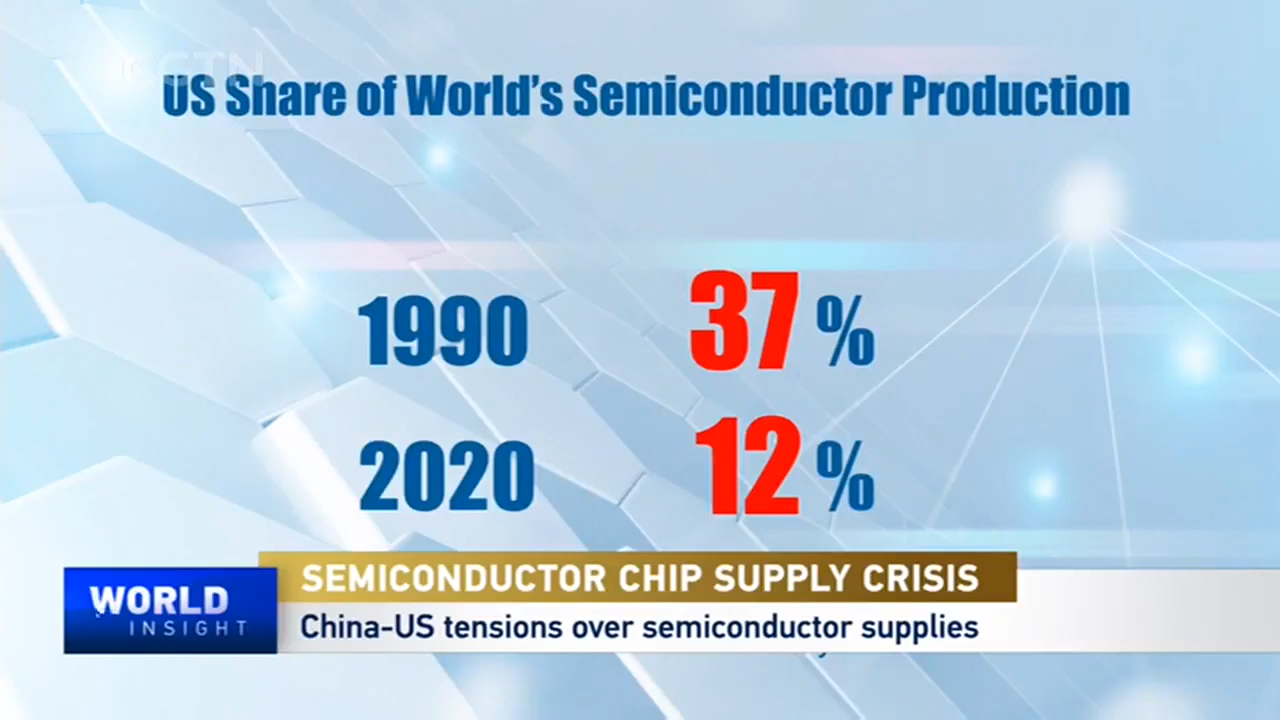 CGTN
US Share of World's Semiconductor Production
1990 37 %
2020 12 %
SEMICONDUCTOR CHIP SUPPLY CRISIS
WORLD INSIGHT
China-US tensions over semiconductor supplies